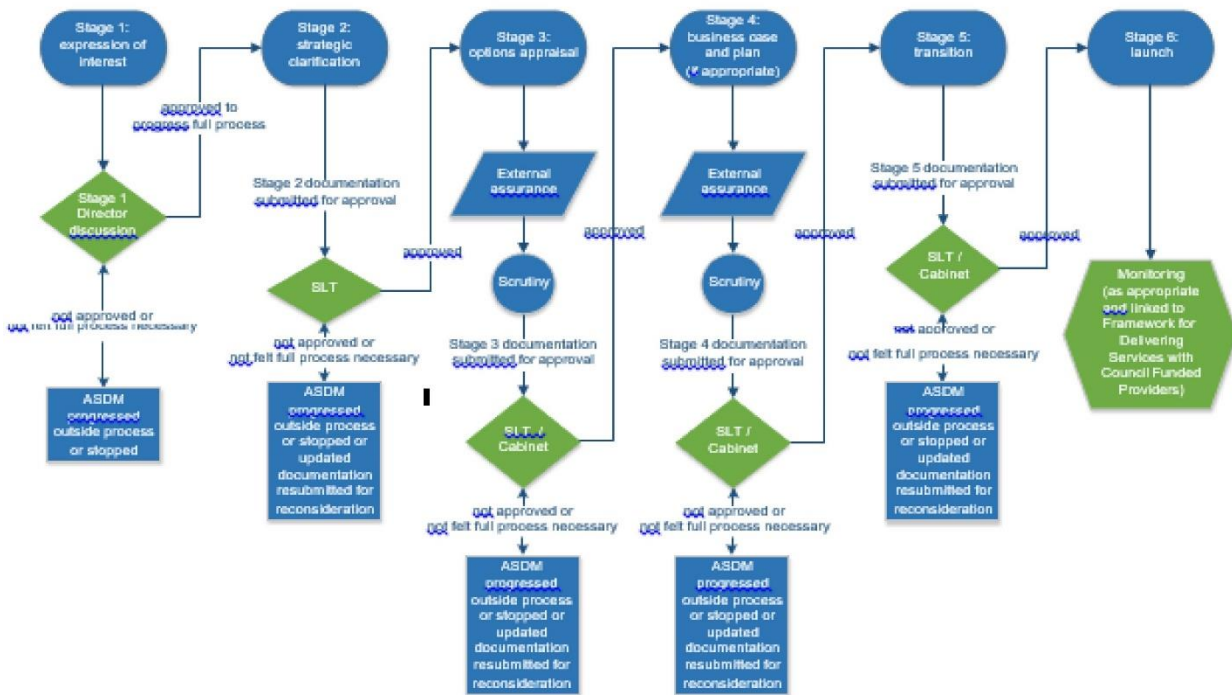 Stage 1:
expression of
interest
approved to
progress full process
Stage 1
Director
discussion
not approved or
not felt full process necessary
ASDM
progressed
outside process
or stopped
Stage 2:
strategic
clarification
Stage 2 documentation
submitted for approval
SLT
approved
not approved or
not felt full process necessary
ASDM
progressed
outside process
or stopped or
updated
documentation
resubmitted for
reconsideration
Stage 3:
options appraisal
External
assurance
Scrutiny
Stage 3 documentation
submitted for approval
SLT /
Cabinet
approved
not approved or
not felt full process necessary
ASDM
progressed
outside process
or stopped or
updated
documentation
resubmitted for
reconsideration
Stage 4:
business case
and plan
(if appropriate)
External
assurance
Scrutiny
Stage 4 documentation
submitted for approval
SLT /
Cabinet
approved
not approved or
not felt full process necessary
ASDM
progressed
outside process
or stopped or
updated
documentation
resubmitted for
reconsideration
Stage 5:
transition
Stage 5 documentation
submitted for approval
SLT /
Cabinet
approved
not approved or
not felt full process necessary
ASDM
progressed
outside process
or stopped or
updated
documentation
resubmitted for
reconsideration
Stage 6:
launch
Monitoring
(as appropriate
and linked to
Framework for
Delivering
Services with
Council Funded
Providers)